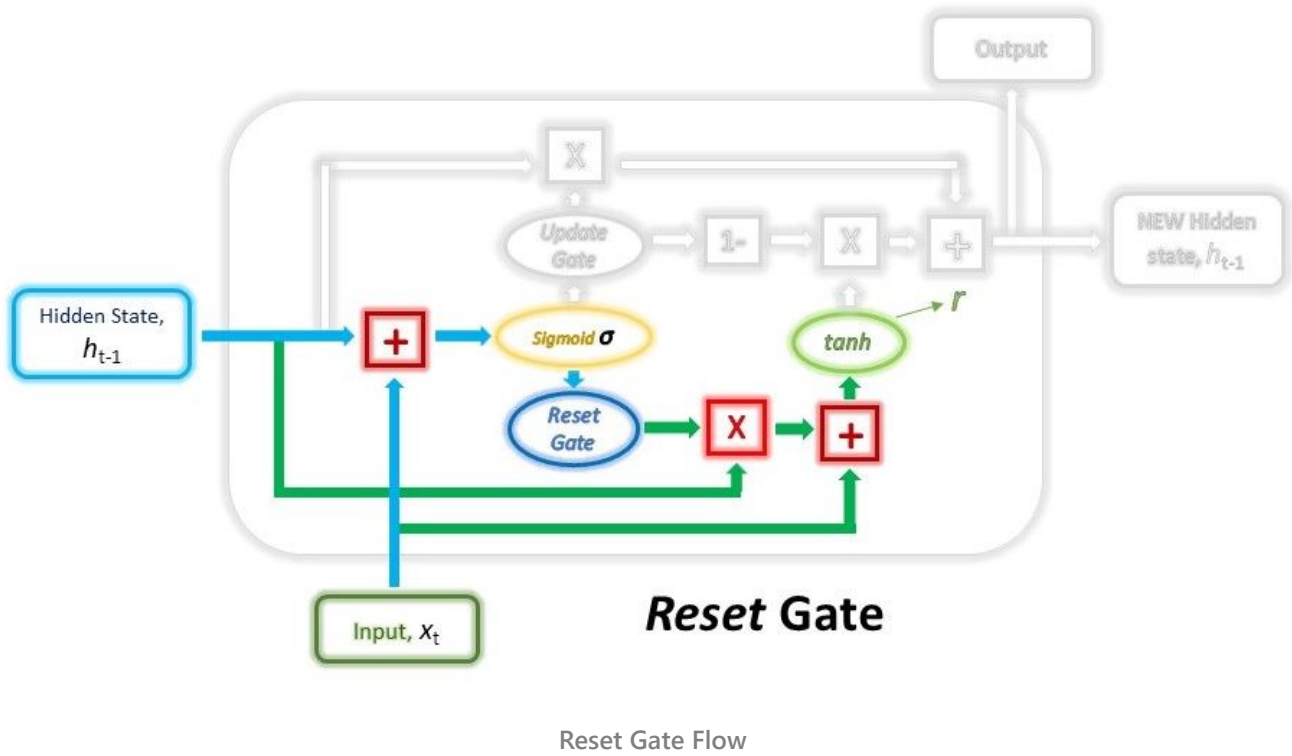 Output
X
Update
Gate
1-
X
+
NEW Hidden
state, ht-1
Hidden State,
ht-1
+
Sigmoid σ
tanh
r
Reset
Gate
X
+
Input, xt
Reset Gate
Reset Gate Flow